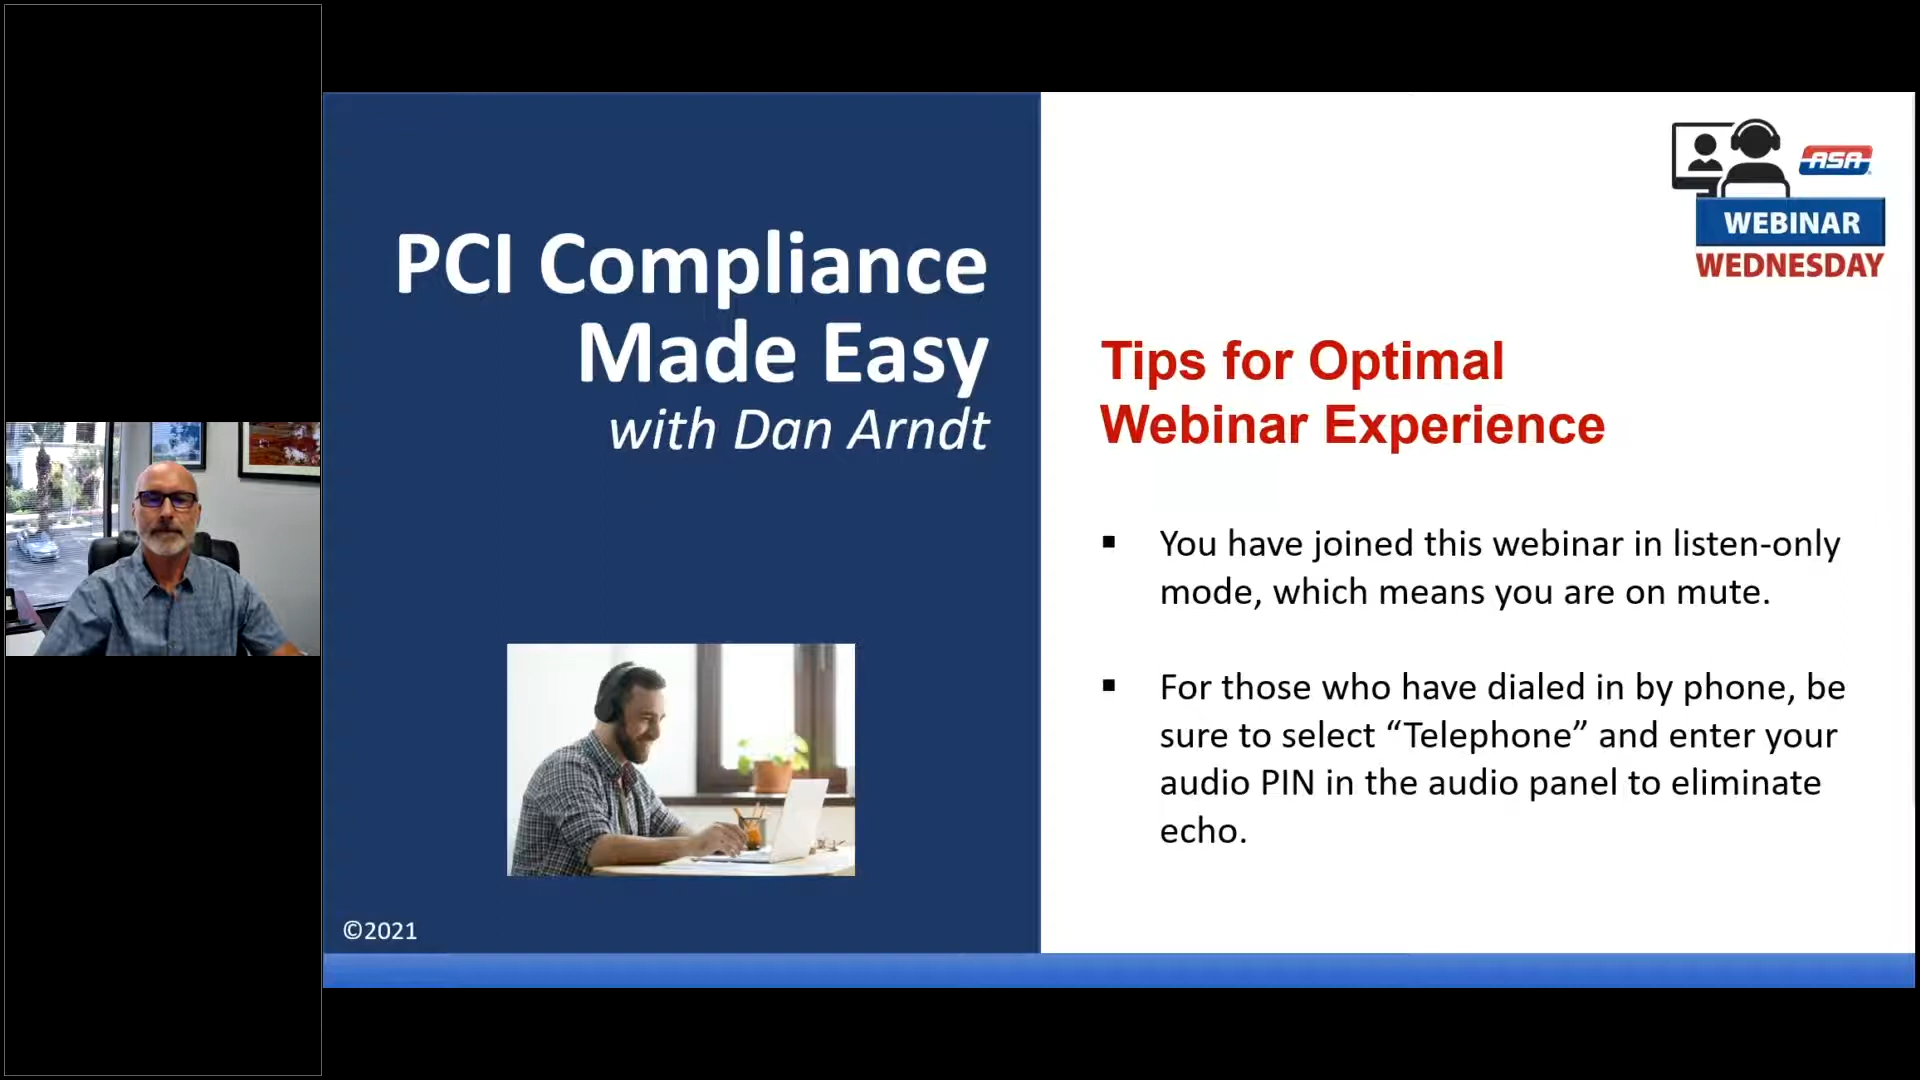 PCI Compliance
Made Easy
with Dan Arndt
©2021
ASA
WEBINAR
WEDNESDAY
Tips for Optimal
Webinar Experience
▪ You have joined this webinar in listen-only
mode, which means you are on mute.
▪ For those who have dialed in by phone, be
sure to select “Telephone” and enter your
audio PIN in the audio panel to eliminate
echo.